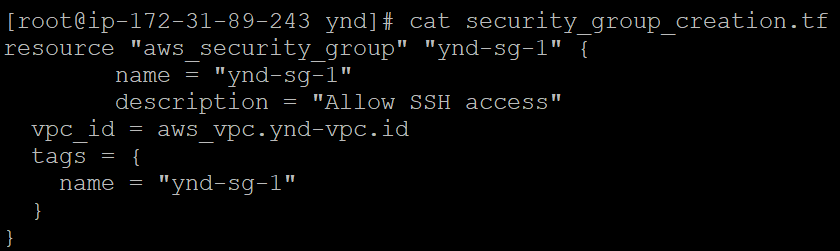 [root@ip-172-31-89-243 ynd]# cat security_group_creation.tf
resource "aws_security_group" "ynd-sg-1" {
        name = "ynd-sg-1"
        description = "Allow SSH access"
  vpc_id = aws_vpc.ynd-vpc.id
  tags = {
    name = "ynd-sg-1"
  }
}